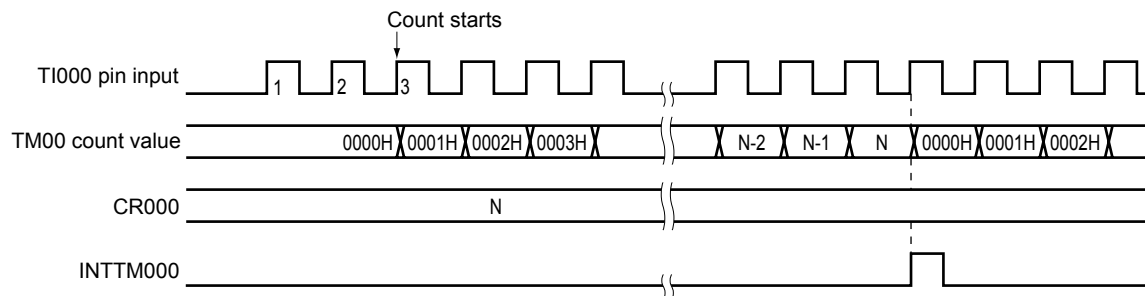 Count starts
TI000 pin input
1 2 3
TM00 count value
0000H 0001H 0002H 0003H N-2 N-1 N 0000H 0001H 0002H
CR000
N
INTTM000